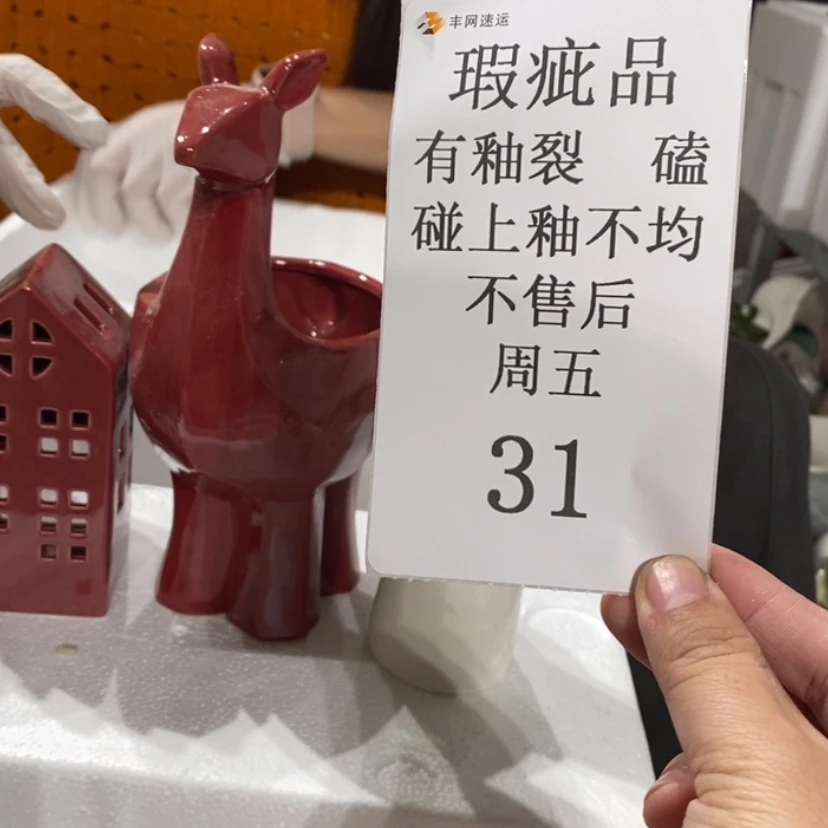 丰网速运
瑕疵品
有釉裂 磕
碰上釉不均
不售后
周五
31